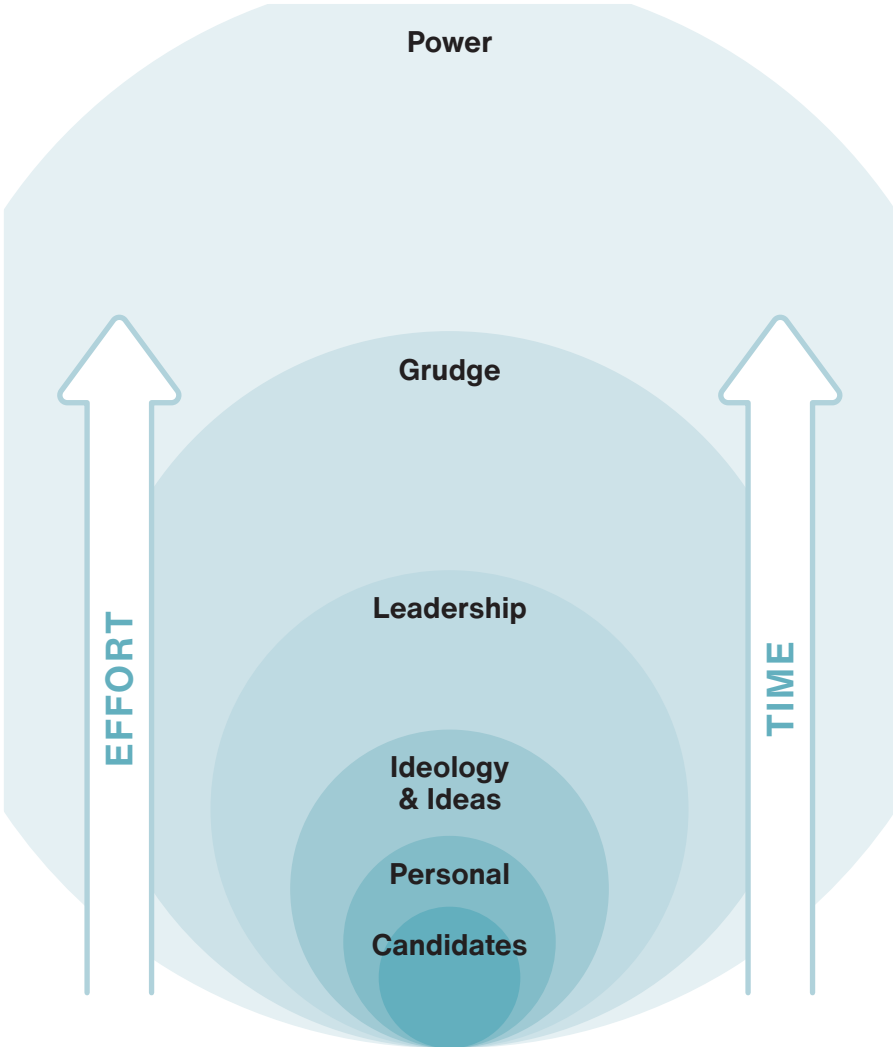 Power
Grudge
Leadership
EFFORT
TIME
Ideology
& Ideas
Personal
Candidates